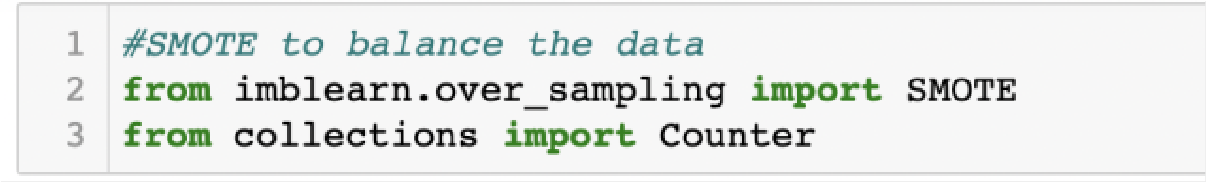 1 #SMOTE to balance the data
2 from imblearn.over_sampling import SMOTE
3 from collections import Counter